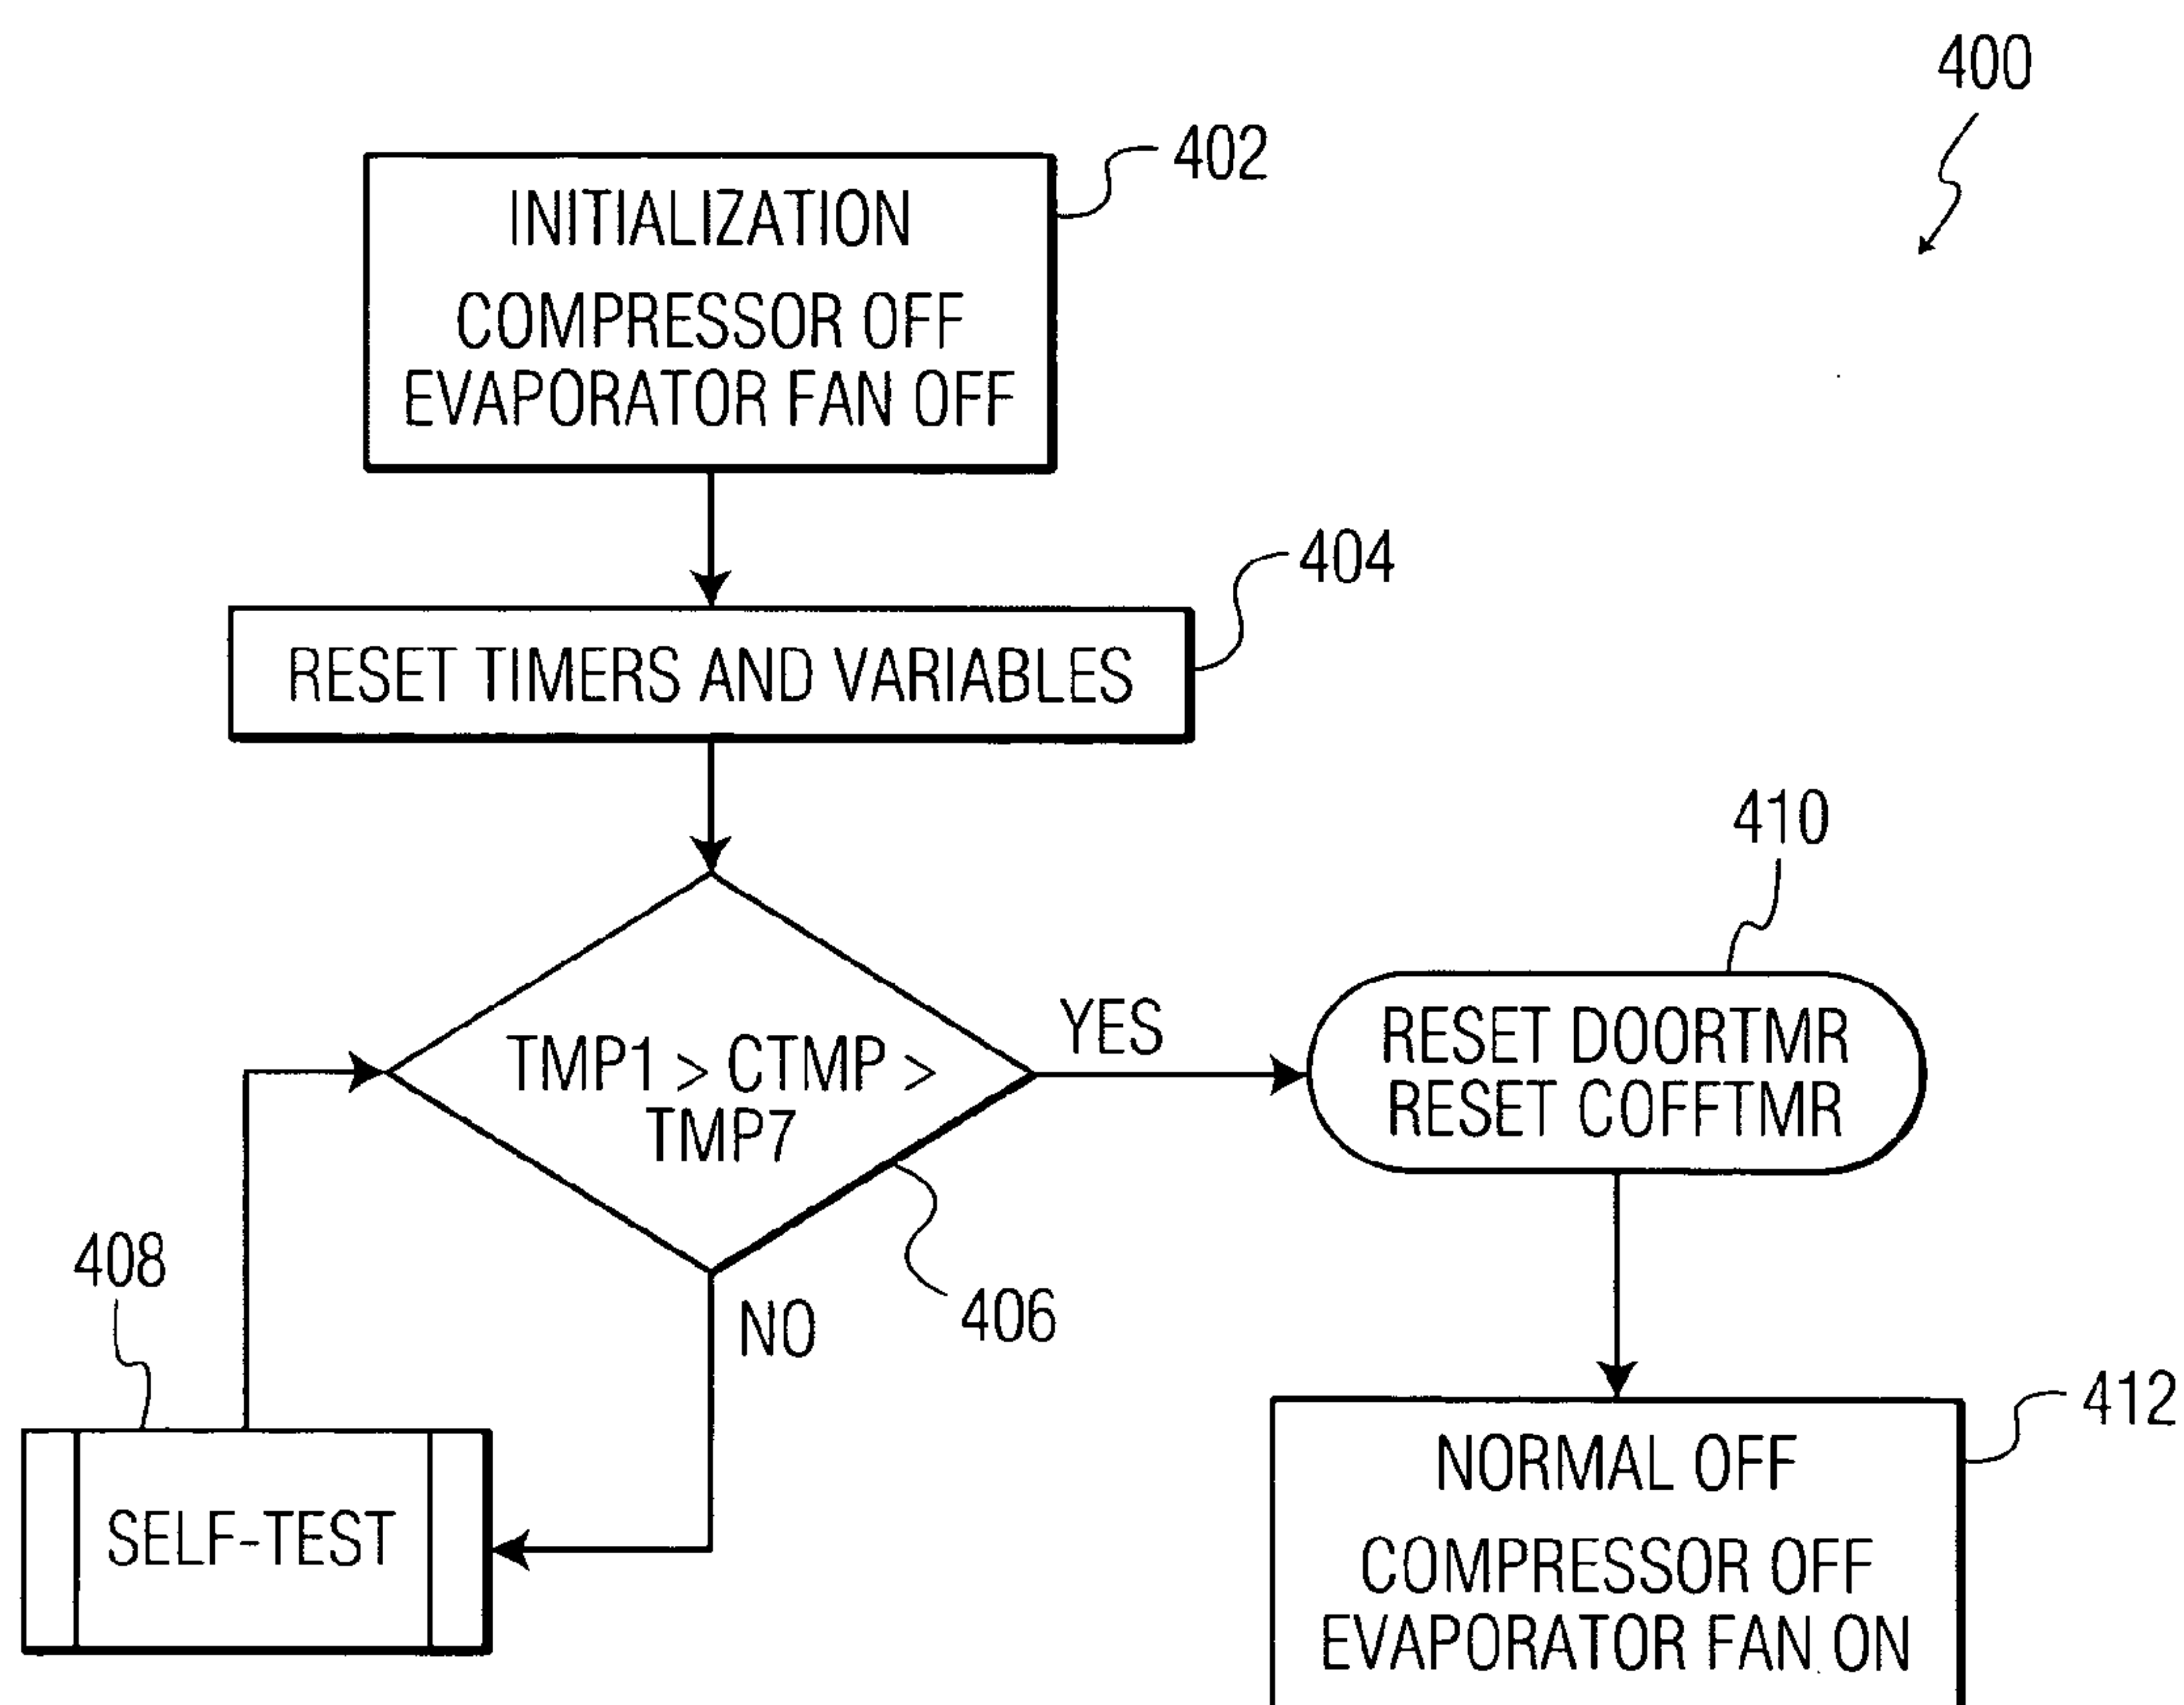 400
402
INITIALIZATION
COMPRESSOR OFF
EVAPORATOR FAN OFF
404
RESET TIMERS AND VARIABLES
410
TMP1 > CTMP >
TMP7
YES
RESET DOORTMR
RESET COFFTMR
408
NO
406
SELF-TEST
412
NORMAL OFF
COMPRESSOR OFF
EVAPORATOR FAN ON